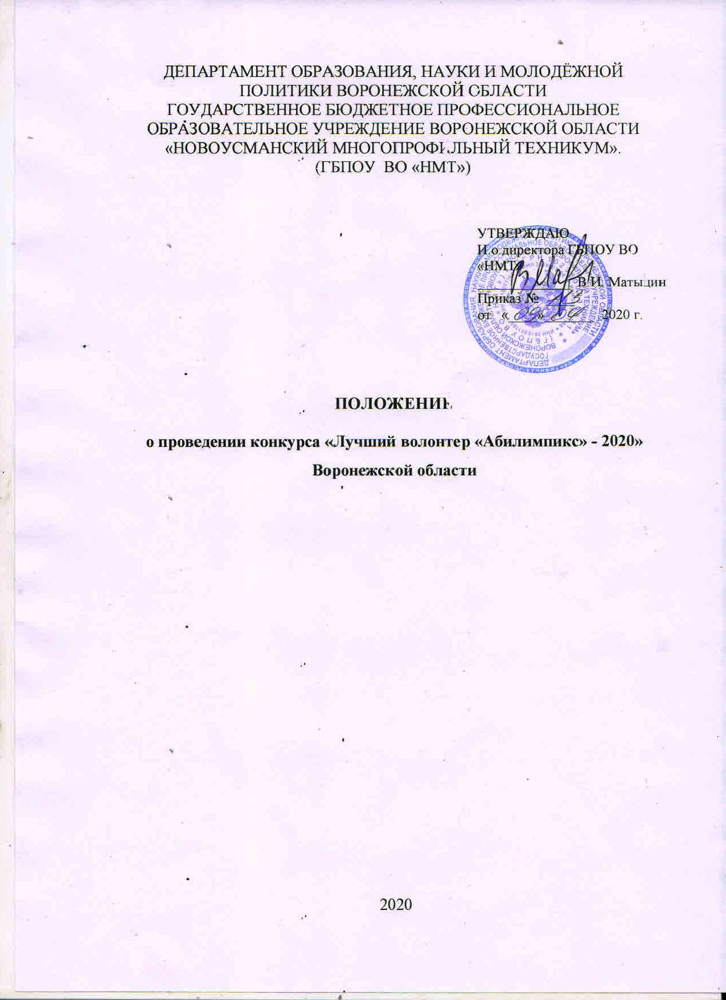 ДЕПАРТАМЕНТ ОБРАЗОВАНИЯ, НАУКИ И МОЛОДЁЖНОЙ
ПОЛИТИКИ ВОРОНЕЖСКОЙ ОБЛАСТИ
ГОУДАРСТВЕННОЕ БЮДЖЕТНОЕ ПРОФЕССИОНАЛЬНОЕ
ОБРАЗОВАТЕЛЬНОЕ УЧРЕЖДЕНИЕ ВОРОНЕЖСКОЙ ОБЛАСТИ
«НОВОУСМАНСКИЙ МНОГОПРОФИЛЬНЫЙ ТЕХНИКУМ».
(ГБПОУ ВО «НМТ»)
УТВЕРЖДАЮ
И.о.директора ГБПОУ ВО
«НМТ»
В.И. Матыцин
Приказ № 113
от «09» 04 2020 г.
ПОЛОЖЕНИЕ
о проведении конкурса «Лучший волонтер «Абилимпикс» - 2020»
Воронежской области
2020